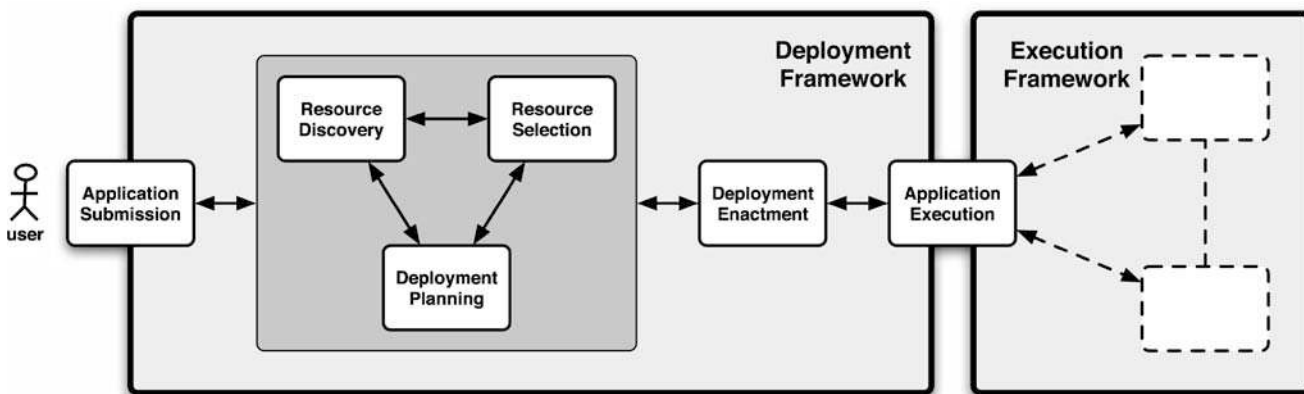 Deployment
Framework
Execution
Framework
Resource
Discovery
Resource
Selection
Application
Submission
user
Deployment
Enactment
Application
Execution
Deployment
Planning